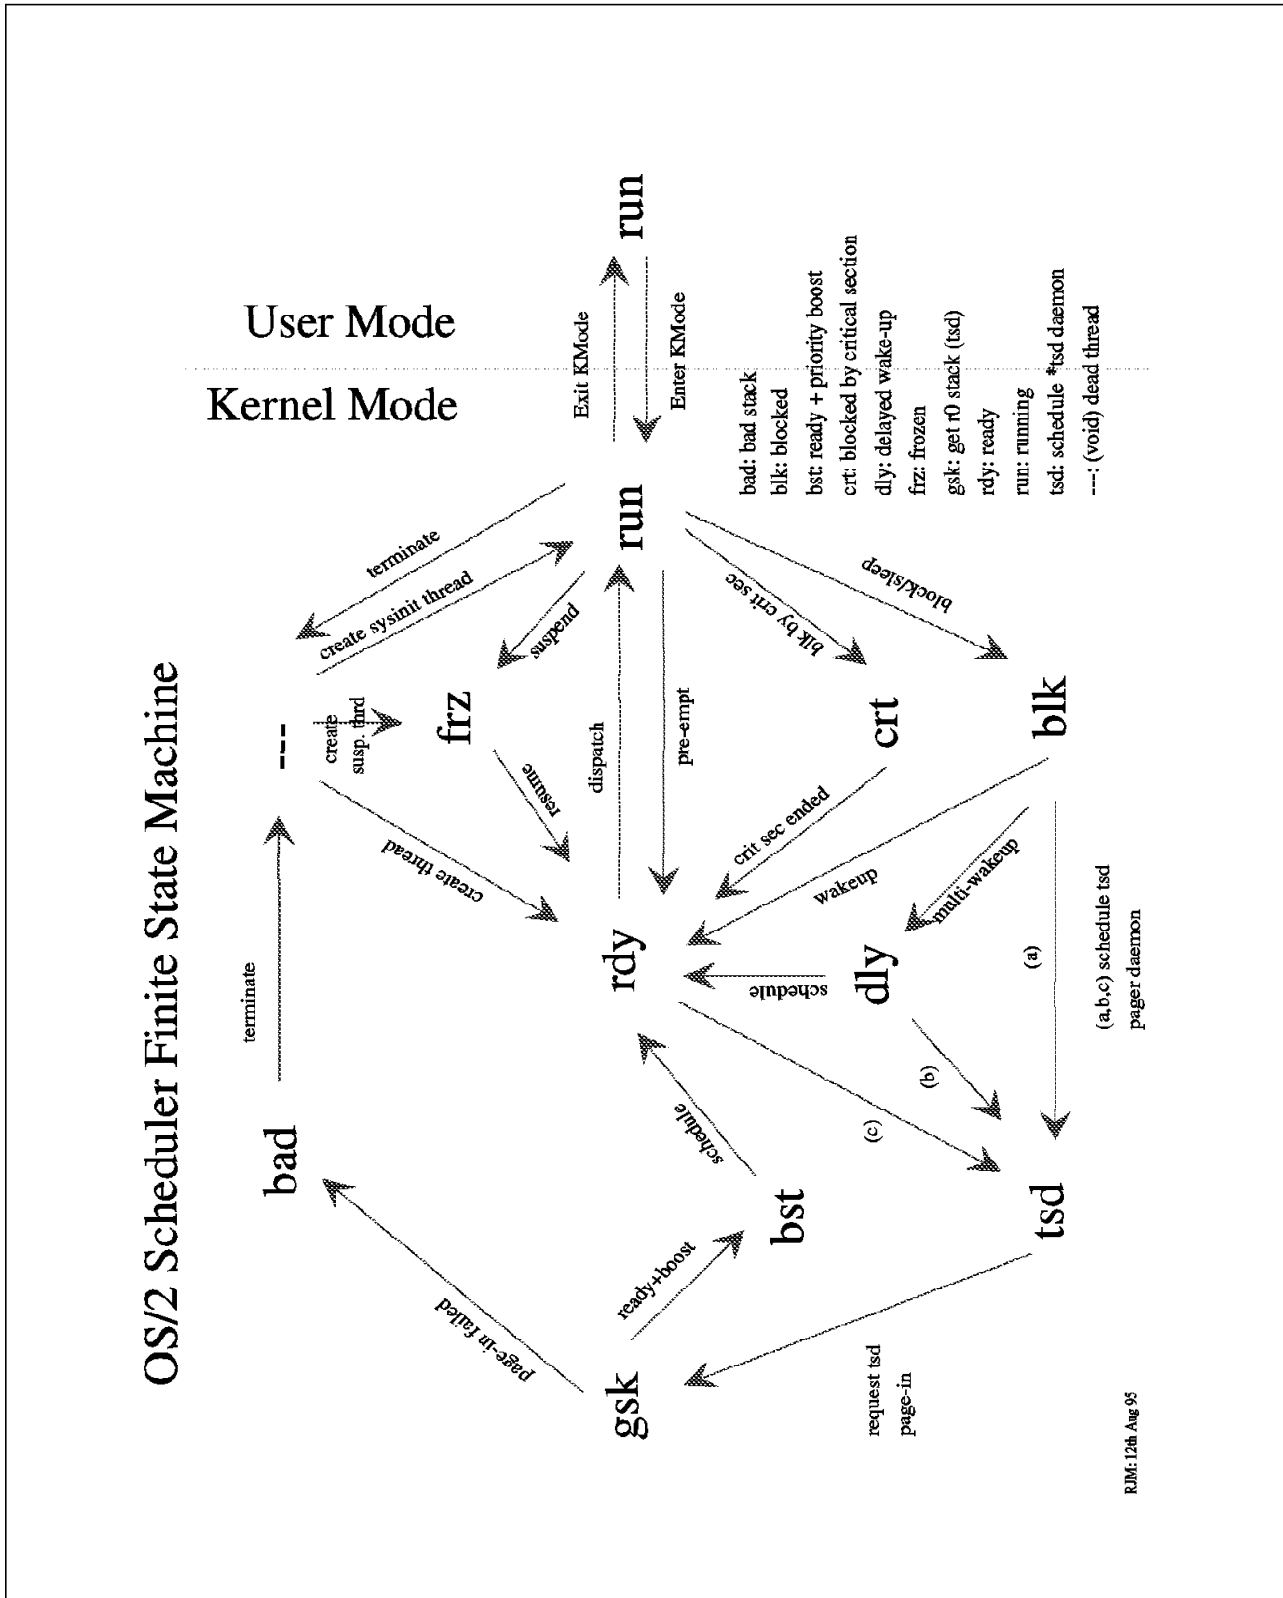 OS/2 Scheduler Finite State Machine
Kernel Mode
User Mode
bad
terminate
---
terminate
create sysinit thread
create
susp. thrd
create thread
frz
suspend
resume
page-in failed
gsk
ready+boost
bst
schedule
rdy
dispatch
pre-empt
run
Exit KMode
Enter KMode
run
blk by crit sec
block/sleep
crt
crit sec ended
wakeup
blk
multi-wakeup
dly
schedule
(a)
(b)
(c)
tsd
request tsd
page-in
(a,b,c) schedule tsd
pager daemon
bad: bad stack
blk: blocked
bst: ready + priority boost
crt: blocked by critical section
dly: delayed wake-up
frz: frozen
gsk: get r0 stack (tsd)
rdy: ready
run: running
tsd: schedule *tsd daemon
---: (void) dead thread
RJM: 12th Aug 95